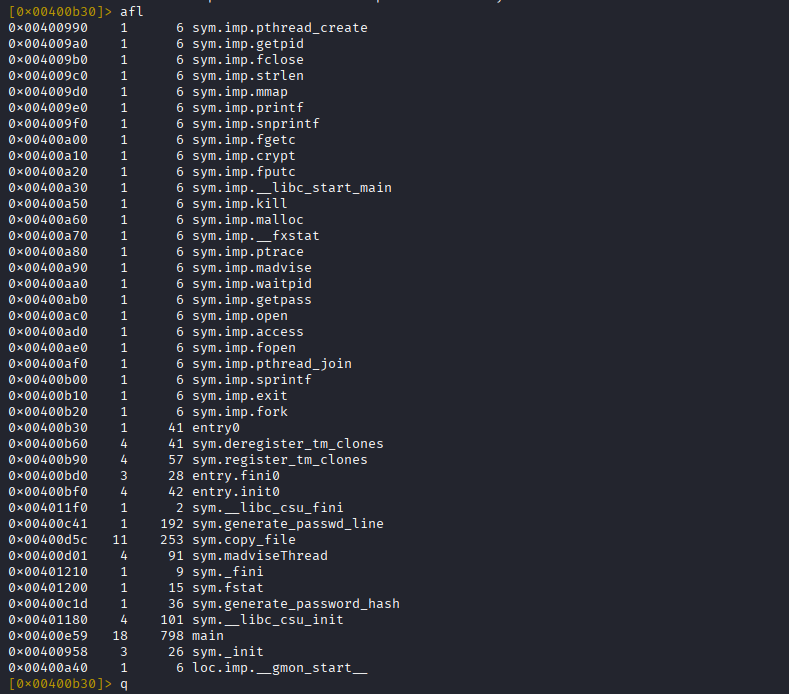 [0×00400b30]> afl
0×00400990    1      6 sym.imp.pthread_create
0×004009a0    1      6 sym.imp.getpid
0×004009b0    1      6 sym.imp.fclose
0×004009c0    1      6 sym.imp.strlen
0×004009d0    1      6 sym.imp.mmap
0×004009e0    1      6 sym.imp.printf
0×004009f0    1      6 sym.imp.snprintf
0×00400a00    1      6 sym.imp.fgetc
0×00400a10    1      6 sym.imp.crypt
0×00400a20    1      6 sym.imp.fputc
0×00400a30    1      6 sym.imp.__libc_start_main
0×00400a50    1      6 sym.imp.kill
0×00400a60    1      6 sym.imp.malloc
0×00400a70    1      6 sym.imp.__fxstat
0×00400a80    1      6 sym.imp.ptrace
0×00400a90    1      6 sym.imp.madvise
0×00400aa0    1      6 sym.imp.waitpid
0×00400ab0    1      6 sym.imp.getpass
0×00400ac0    1      6 sym.imp.open
0×00400ad0    1      6 sym.imp.access
0×00400ae0    1      6 sym.imp.fopen
0×00400af0    1      6 sym.imp.pthread_join
0×00400b00    1      6 sym.imp.sprintf
0×00400b10    1      6 sym.imp.exit
0×00400b20    1      6 sym.imp.fork
0×00400b30    1     41 entry0
0×00400b60    4     41 sym.deregister_tm_clones
0×00400b90    4     57 sym.register_tm_clones
0×00400bd0    3     28 entry.fini0
0×00400bf0    4     42 entry.init0
0×004011f0    1      2 sym.__libc_csu_fini
0×00400c41    1    192 sym.generate_passwd_line
0×00400d5c   11    253 sym.copy_file
0×00400d01    4     91 sym.madviseThread
0×00401210    1      9 sym._fini
0×00401200    1     15 sym.fstat
0×00400c1d    1     36 sym.generate_password_hash
0×00401180    4    101 sym.__libc_csu_init
0×00400e59   18    798 main
0×00400958    3     26 sym._init
0×00400a40    1      6 loc.imp.__gmon_start__
[0×00400b30]> q